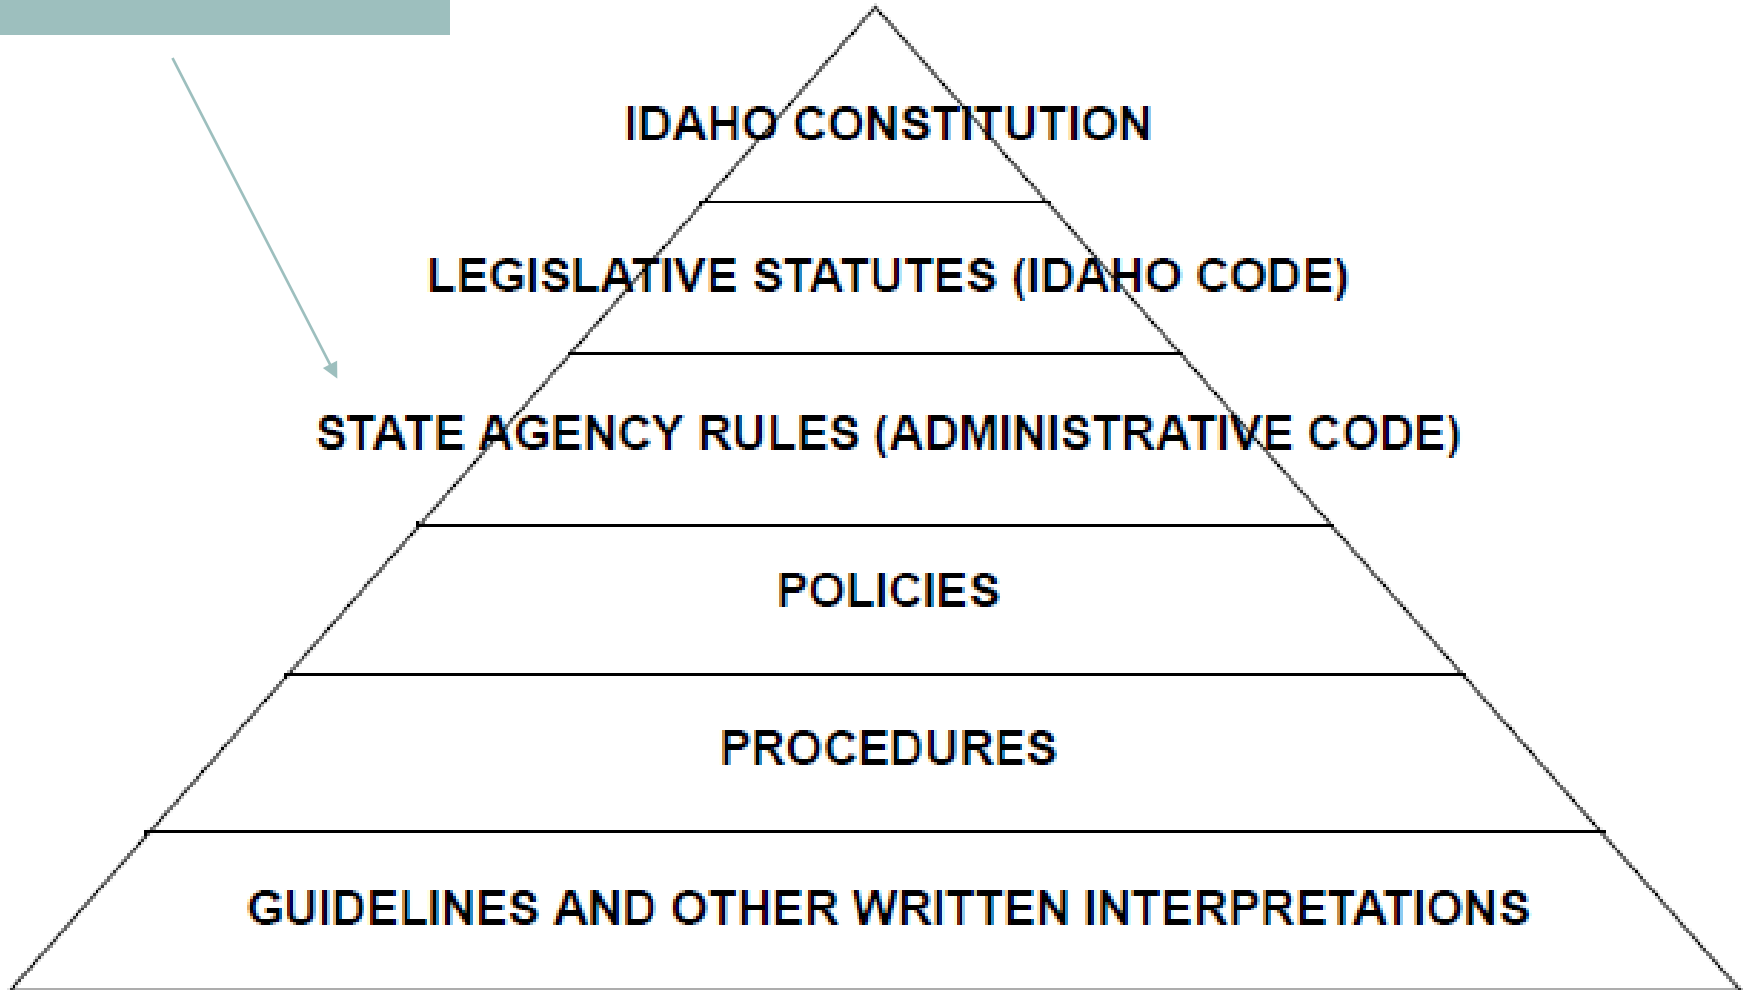 IDAHO CONSTITUTION
LEGISLATIVE STATUTES (IDAHO CODE)
STATE AGENCY RULES (ADMINISTRATIVE CODE)
POLICIES
PROCEDURES
GUIDELINES AND OTHER WRITTEN INTERPRETATIONS